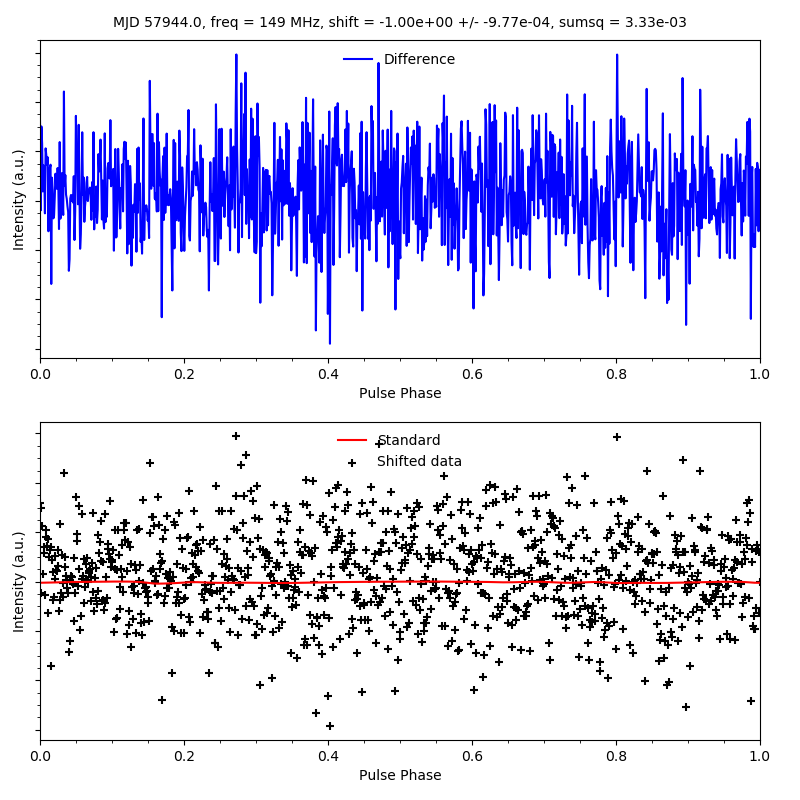 MJD 57944.0, freq = 149 MHz, shift = -1.00e+00 +/- -9.77e-04, sumsq = 3.33e-03
Difference
Intensity (a.u.)
0.0 0.2 0.4 0.6 0.8 1.0
Pulse Phase
Standard
Shifted data
Intensity (a.u.)
0.0 0.2 0.4 0.6 0.8 1.0
Pulse Phase